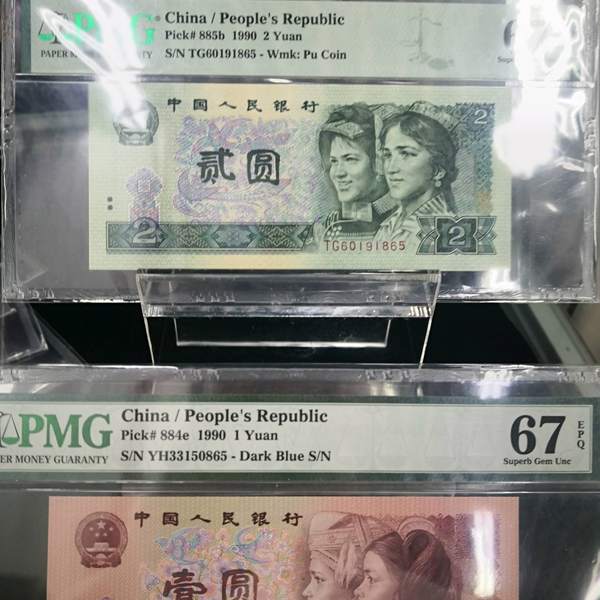 PMG
China / People's Republic
Pick# 885b 1990 2 Yuan
S/N TG60191865 - Wmk: Pu Coin
中国人民银行
贰圆
2
2
2
TG60191865
PMG
China / People's Republic
Pick# 884e 1990 1 Yuan
S/N YH33150865 - Dark Blue S/N
MONEY GUARANTY
67
EPQ
Superb Gem Unc
中国人民银行
壹圆